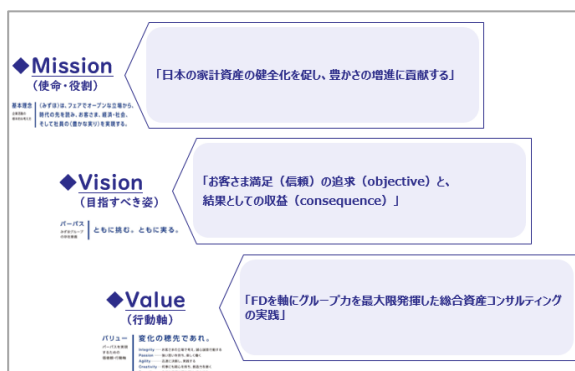 ◆Mission
(使命・役割)
「日本の家計資産の健全化を促し、豊かさの増進に貢献する」
基本理念
〈みずほ〉は、フェアでオープンな立場から、
時代の先を読み、お客さま、経済・社会、
そして社員の〈豊かな実り〉を実現する。
◆Vision
(目指すべき姿)
「お客さま満足（信頼）の追求（objective）と、
結果としての収益（consequence）」
パーパス
ともに挑む。ともに実る。
◆Value
(行動軸)
「FDを軸にグループ力を最大限発揮した総合資産コンサルティング
の実践」
バリュー
変化の穂先であれ。
Integrity
Passion
Agility
Creativity